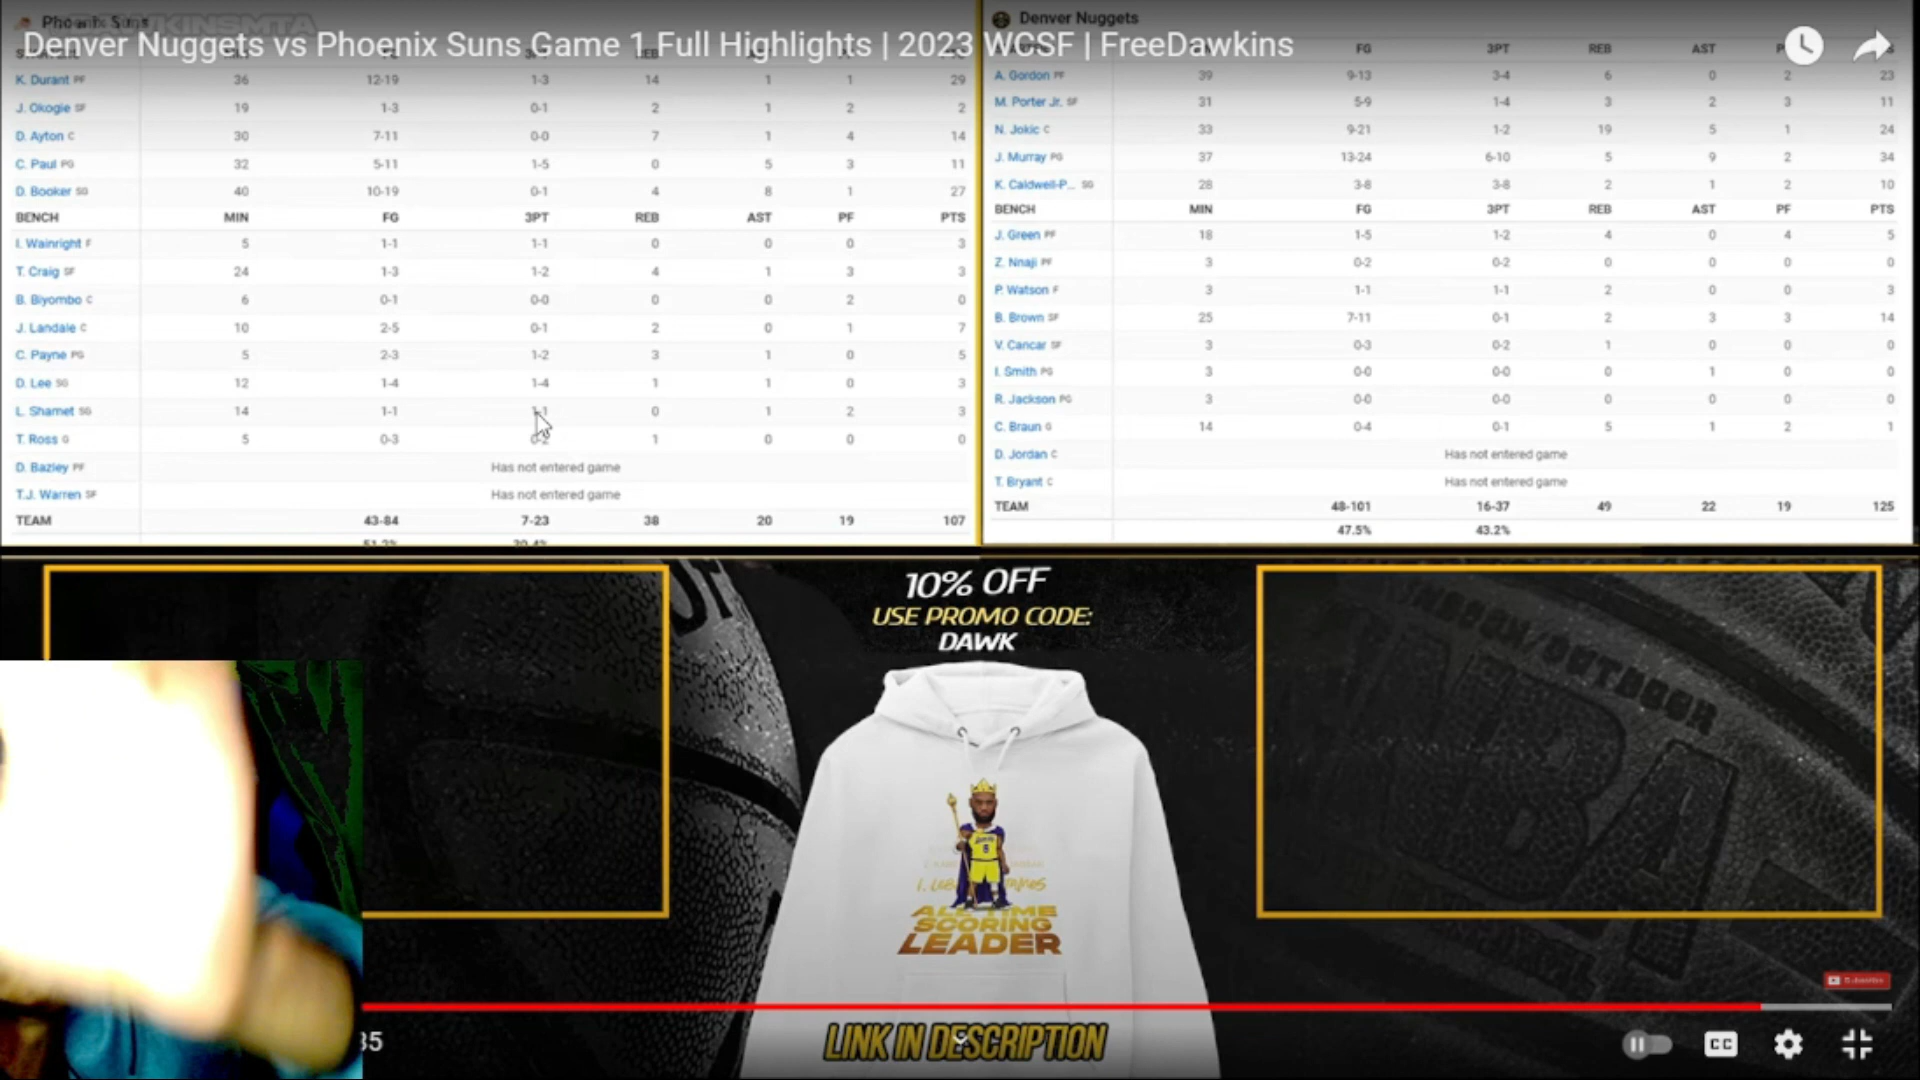 Phoenix Suns
Denver Nuggets vs Phoenix Suns Game 1 Full Highlights | 2023 WCSF | FreeDawkins
K. Durant PF 36 12-19 1-3 14 1 1 29
J. Okogie SF 19 1-3 0-1 2 1 2 2
D. Ayton C 30 7-11 0-0 7 1 4 14
C. Paul PG 32 5-11 1-5 0 5 3 11
D. Booker SG 40 10-19 0-1 4 8 1 27
BENCH MIN FG 3PT REB AST PF PTS
I. Wainright F 5 1-1 1-1 0 0 0 3
T. Craig SF 24 1-3 1-2 4 1 3 3
B. Biyombo C 6 0-1 0-0 0 0 2 0
J. Landale C 10 2-5 0-1 2 0 1 7
C. Payne PG 5 2-3 1-2 3 1 0 5
D. Lee SG 12 1-4 1-4 1 1 0 3
L. Shamet SG 14 1-1 1-1 0 1 2 3
T. Ross G 5 0-3 0-2 1 0 0 0
D. Bazley PF Has not entered game
T.J. Warren SF Has not entered game
TEAM 43-84 7-23 38 20 19 107
51.2% 30.4%
Denver Nuggets
FG 3PT REB AST
A. Gordon PF 39 9-13 3-4 6 0 2 23
M. Porter Jr. SF 31 5-9 1-4 3 2 3 11
N. Jokic C 33 9-21 1-2 19 5 1 24
J. Murray PG 37 13-24 6-10 5 9 2 34
K. Caldwell-P... SG 28 3-8 3-8 2 1 2 10
BENCH MIN FG 3PT REB AST PF PTS
J. Green PF 18 1-5 1-2 4 0 4 5
Z. Nnaji PF 3 0-2 0-2 0 0 0 0
P. Watson F 3 1-1 1-1 2 0 0 3
B. Brown SF 25 7-11 0-1 2 3 3 14
V. Cancar SF 3 0-3 0-2 1 0 0 0
I. Smith PG 3 0-0 0-0 0 1 0 0
R. Jackson PG 3 0-0 0-0 0 0 0 0
C. Braun G 14 0-4 0-1 5 1 2 1
D. Jordan C Has not entered game
T. Bryant C Has not entered game
TEAM 48-101 16-37 49 22 19 125
47.5% 43.2%
10% OFF
USE PROMO CODE:
DAWK
ALL TIME
SCORING
LEADER
NBA
LINK IN DESCRIPTION
35
CC